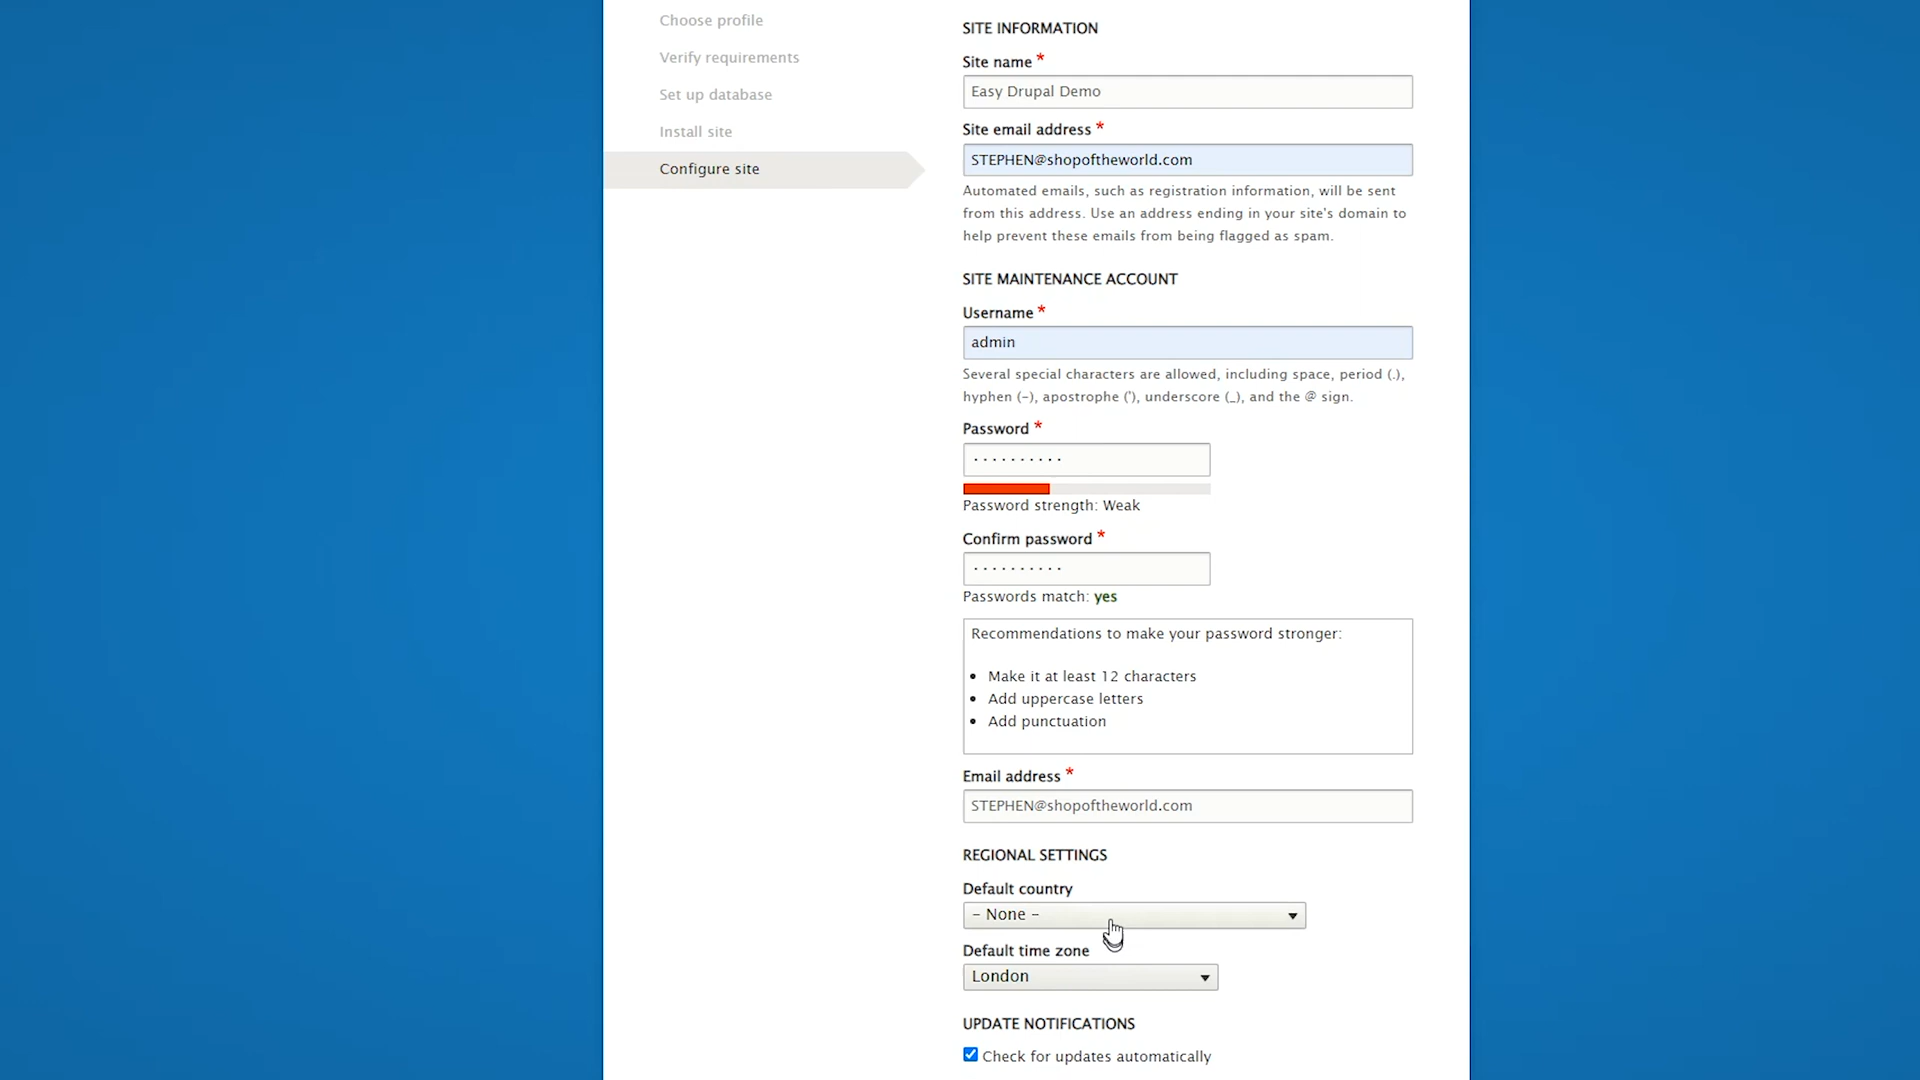 Choose profile
Verify requirements
Set up database
Install site
Configure site
SITE INFORMATION
Site name *
Easy Drupal Demo
Site email address *
STEPHEN@shopoftheworld.com
Automated emails, such as registration information, will be sent
from this address. Use an address ending in your site's domain to
help prevent these emails from being flagged as spam.
SITE MAINTENANCE ACCOUNT
Username *
admin
Several special characters are allowed, including space, period (.),
hyphen (-), apostrophe ('), underscore (_), and the @ sign.
Password *
··········
Password strength: Weak
Confirm password *
··········
Passwords match: yes
Recommendations to make your password stronger:
• Make it at least 12 characters
• Add uppercase letters
• Add punctuation
Email address *
STEPHEN@shopoftheworld.com
REGIONAL SETTINGS
Default country
- None -
Default time zone
London
UPDATE NOTIFICATIONS
Check for updates automatically